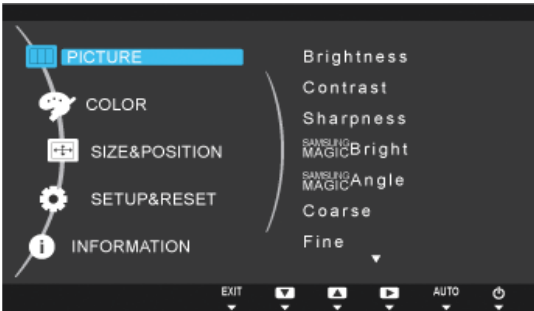 PICTURE
COLOR
SIZE&POSITION
SETUP&RESET
INFORMATION
Brightness
Contrast
Sharpness
SAMSUNG MAGIC Bright
SAMSUNG MAGIC Angle
Coarse
Fine
EXIT
AUTO